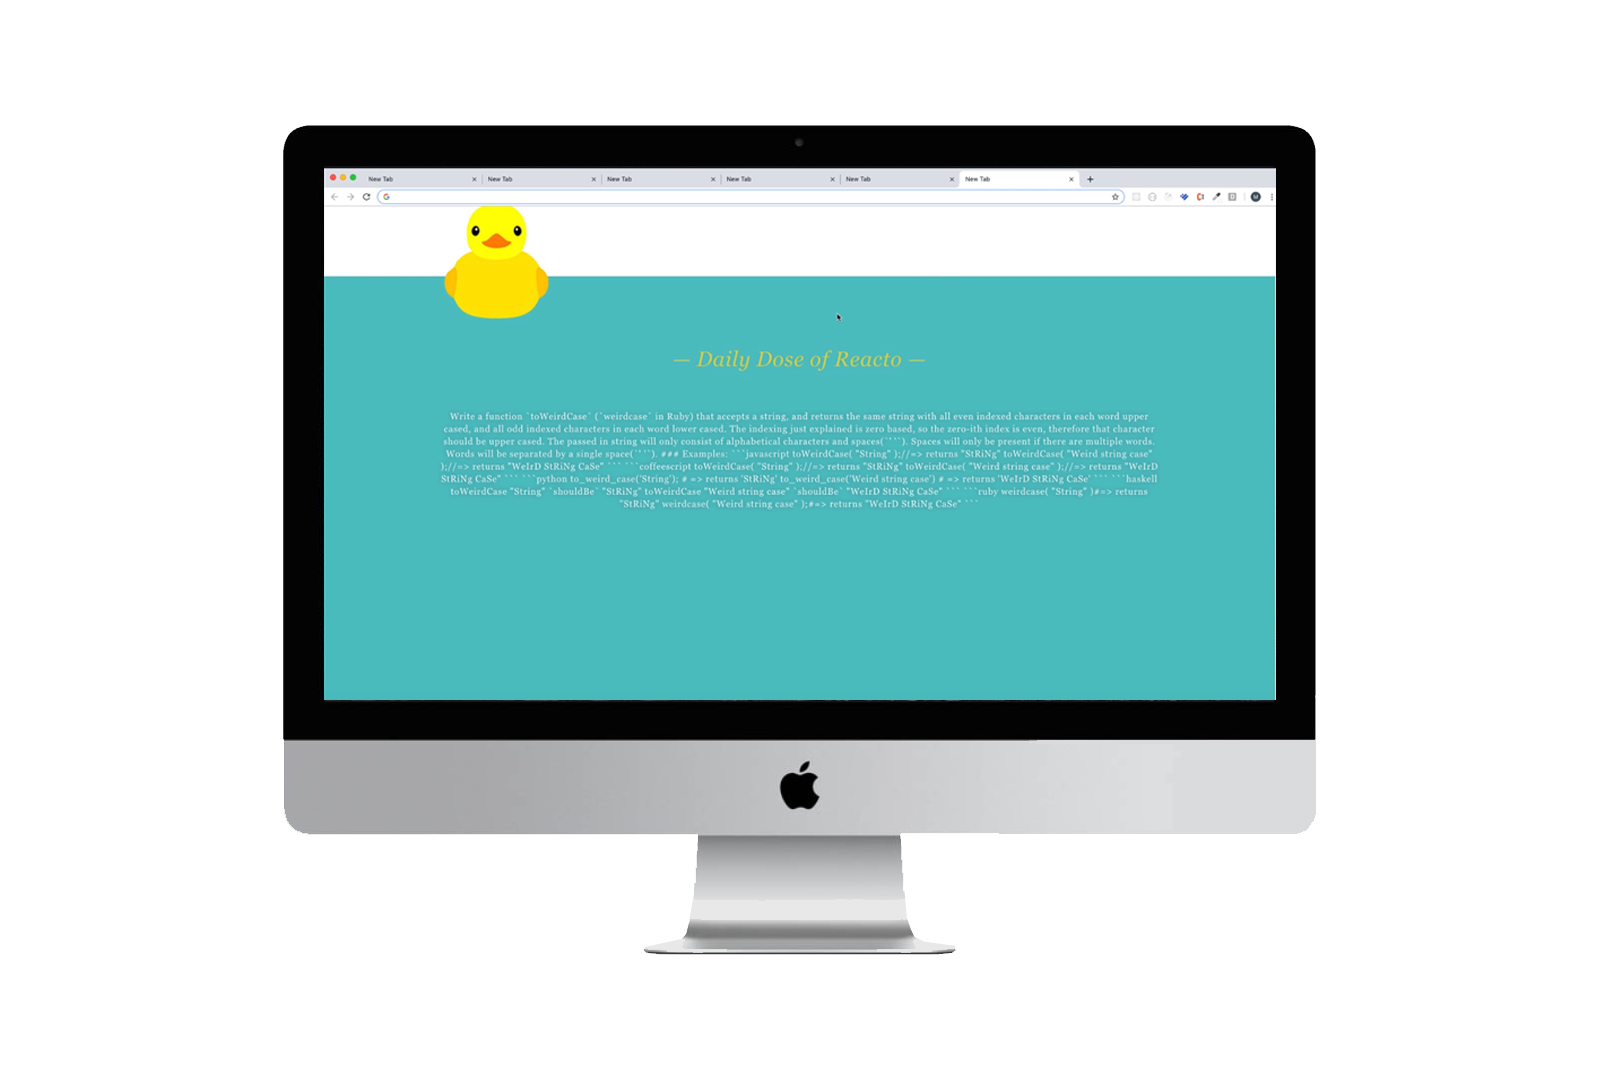 New Tab New Tab New Tab New Tab New Tab New Tab
— Daily Dose of Reacto —
Write a function `toWeirdCase` (`weirdcase` in Ruby) that accepts a string, and returns the same string with all even indexed characters in each word upper
cased, and all odd indexed characters in each word lower cased. The indexing just explained is zero based, so the zero-ith index is even, therefore that character
should be upper cased. The passed in string will only consist of alphabetical characters and spaces(`' '`). Spaces will only be present if there are multiple words.
Words will be separated by a single space(`' '`). ### Examples: ```javascript toWeirdCase( "String" );//=> returns "StRiNg" toWeirdCase( "Weird string case"
);//=> returns "WeIrD StRiNg CaSe" ``` ```coffeescript toWeirdCase( "String" );//=> returns "StRiNg" toWeirdCase( "Weird string case" );//=> returns "WeIrD
StRiNg CaSe" ``` ```python to_weird_case('String'); # => returns 'StRiNg' to_weird_case('Weird string case') # => returns 'WeIrD StRiNg CaSe' ``` ```haskell
toWeirdCase "String" `shouldBe` "StRiNg" toWeirdCase "Weird string case" `shouldBe` "WeIrD StRiNg CaSe" ``` ```ruby weirdcase( "String" )#=> returns
"StRiNg" weirdcase( "Weird string case" );#=> returns "WeIrD StRiNg CaSe" ```